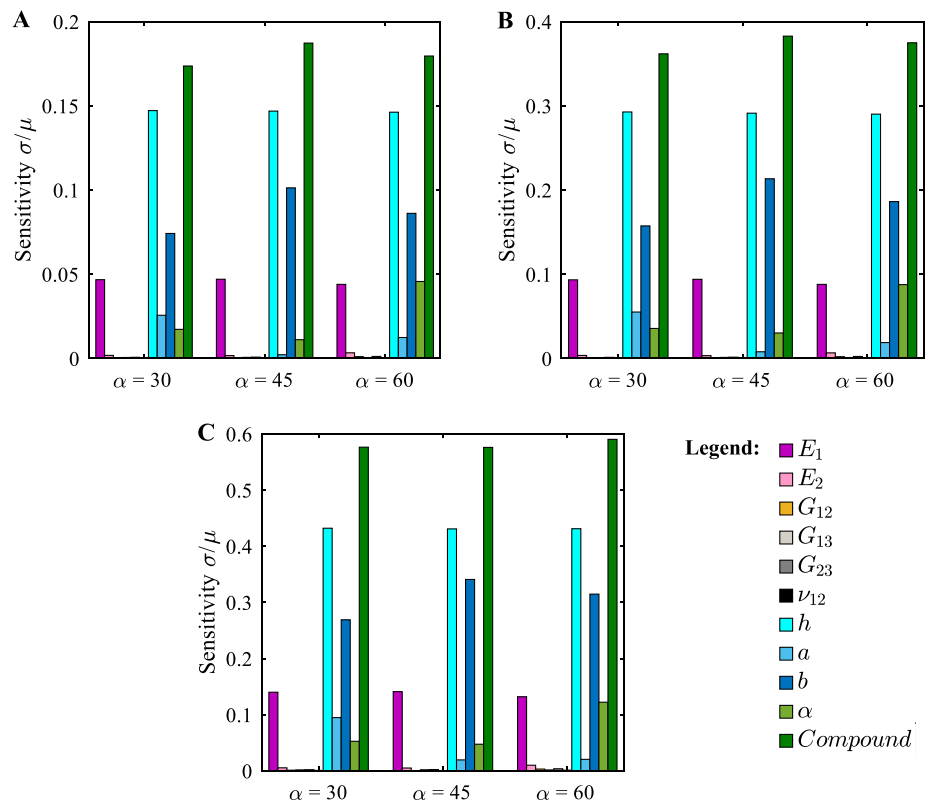 A
0.2
0.15
0.1
0.05
0
Sensitivity σ/μ
α = 30
α = 45
α = 60
B
0.4
0.3
0.2
0.1
0
Sensitivity σ/μ
α = 30
α = 45
α = 60
C
0.6
0.5
0.4
0.3
0.2
0.1
0
Sensitivity σ/μ
α = 30
α = 45
α = 60
Legend:
E₁
E₂
G₁₂
G₁₃
G₂₃
ν₁₂
h
a
b
α
Compound